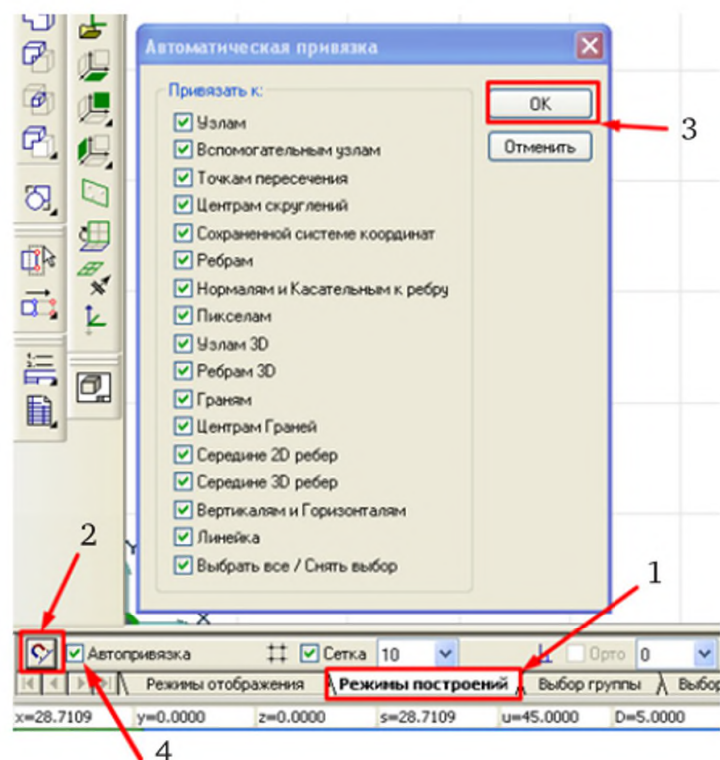 Автоматическая привязка
Привязать к:
Узлам
Вспомогательным узлам
Точкам пересечения
Центрам скруглений
Сохраненной системе координат
Ребрам
Нормалям и Касательным к ребру
Пикселам
Узлам 3D
Ребрам 3D
Граням
Центрам Граней
Середине 2D ребер
Середине 3D ребер
Вертикалям и Горизонталям
Линейка
Выбрать все / Снять выбор
OK
Отменить
3
2
1
Y
X
Автопривязка
Сетка 10
Орто 0
Режимы отображения
Режимы построений
Выбор группы
Выбор
x=28.7109 y=0.0000 z=0.0000 s=28.7109 u=45.0000 D=5.0000
4